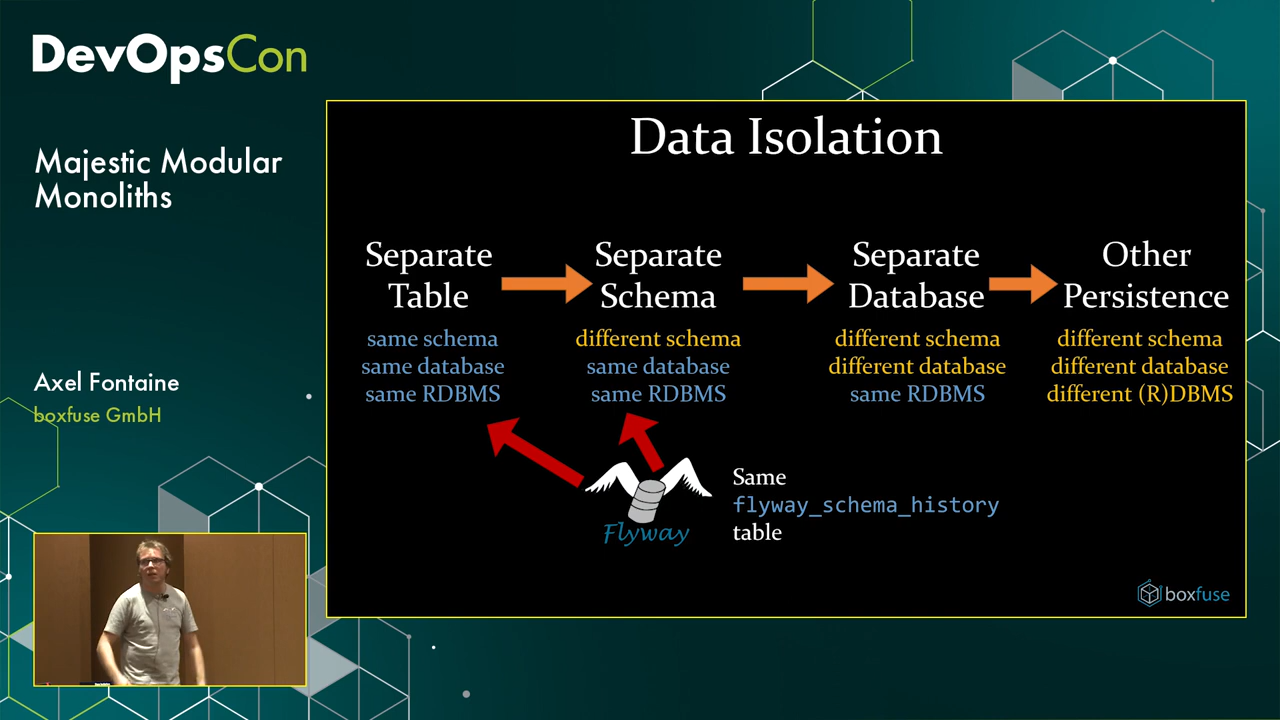 DevOpsCon
Majestic Modular
Monoliths
Axel Fontaine
boxfuse GmbH
Data Isolation
Separate
Table
same schema
same database
same RDBMS
Separate
Schema
different schema
same database
same RDBMS
Separate
Database
different schema
different database
same RDBMS
Other
Persistence
different schema
different database
different (R)DBMS
Flyway
Same
flyway_schema_history
table
boxfuse